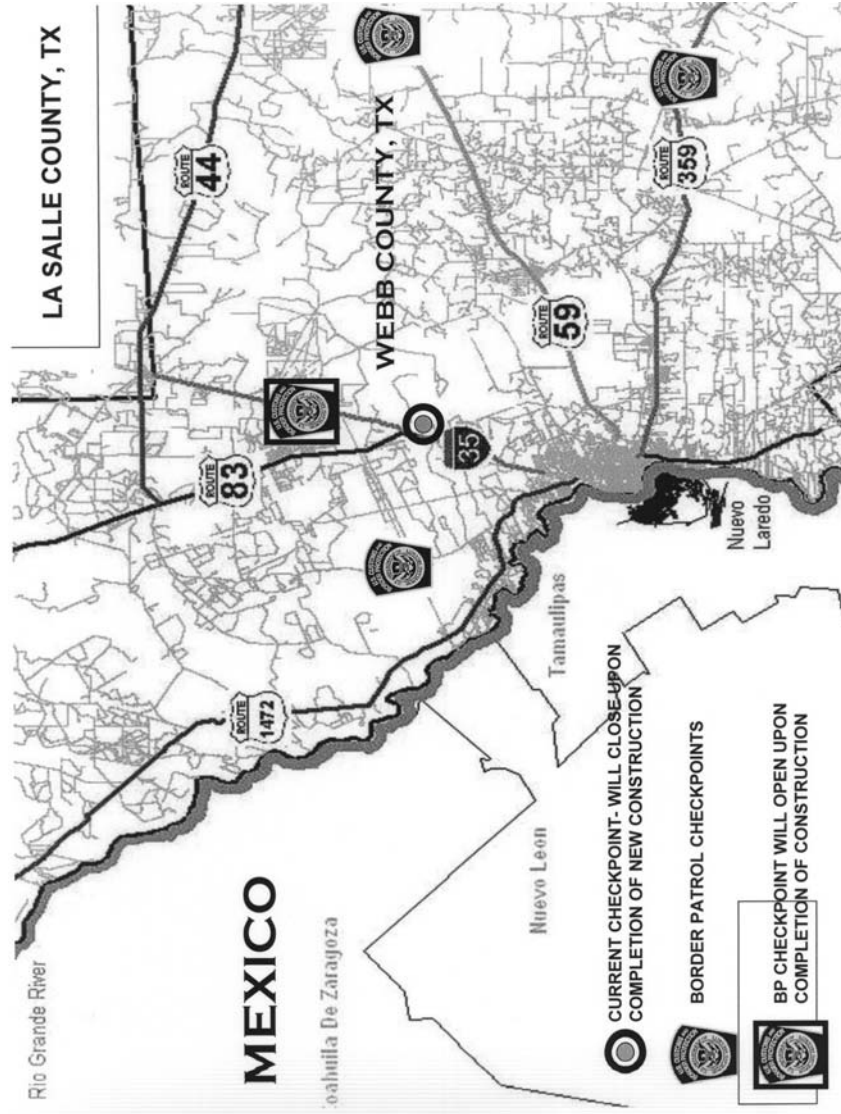 LA SALLE COUNTY, TX
ROUTE
44
WEBB COUNTY, TX
ROUTE
83
35
ROUTE
59
ROUTE
359
ROUTE
1472
Rio Grande River
MEXICO
oahuila De Zaragoza
Nuevo Leon
Tamaulipas
Nuevo
Laredo
CURRENT CHECKPOINT- WILL CLOSE UPON
COMPLETION OF NEW CONSTRUCTION
BORDER PATROL CHECKPOINTS
BP CHECKPOINT WILL OPEN UPON
COMPLETION OF CONSTRUCTION